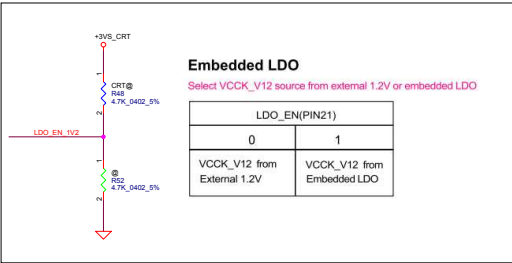 +3VS_CRT
1
CRT@
R48
4.7K_0402_5%
2
LDO_EN_1V2
1
@
R52
4.7K_0402_5%
2
Embedded LDO
Select VCCK_V12 source from external 1.2V or embedded LDO
LDO_EN(PIN21)
0 1
VCCK_V12 from VCCK_V12 from
External 1.2V Embedded LDO